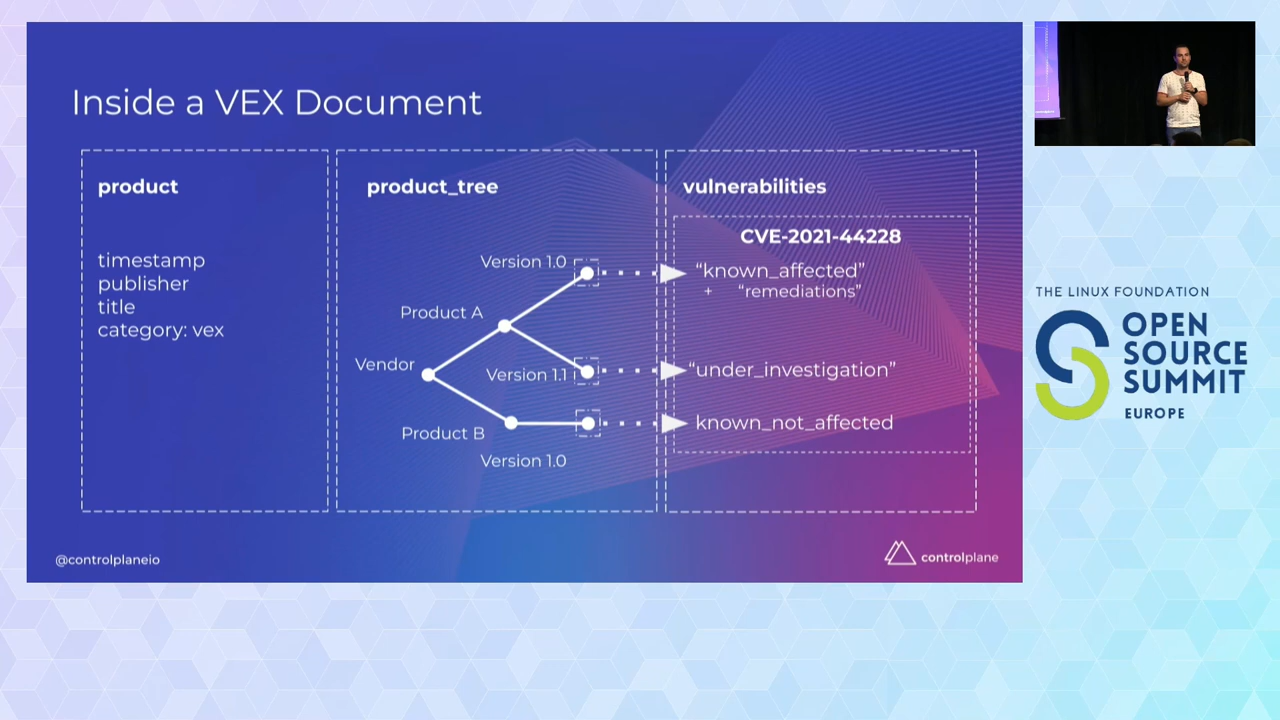 Inside a VEX Document
product
timestamp
publisher
title
category: vex
product_tree
Version 1.0
Product A
Vendor
Version 1.1
Product B
Version 1.0
vulnerabilities
CVE-2021-44228
“known_affected”
+ “remediations”
“under_investigation”
known_not_affected
@controlplaneio
controlplane
THE LINUX FOUNDATION
OPEN
SOURCE
SUMMIT
EUROPE